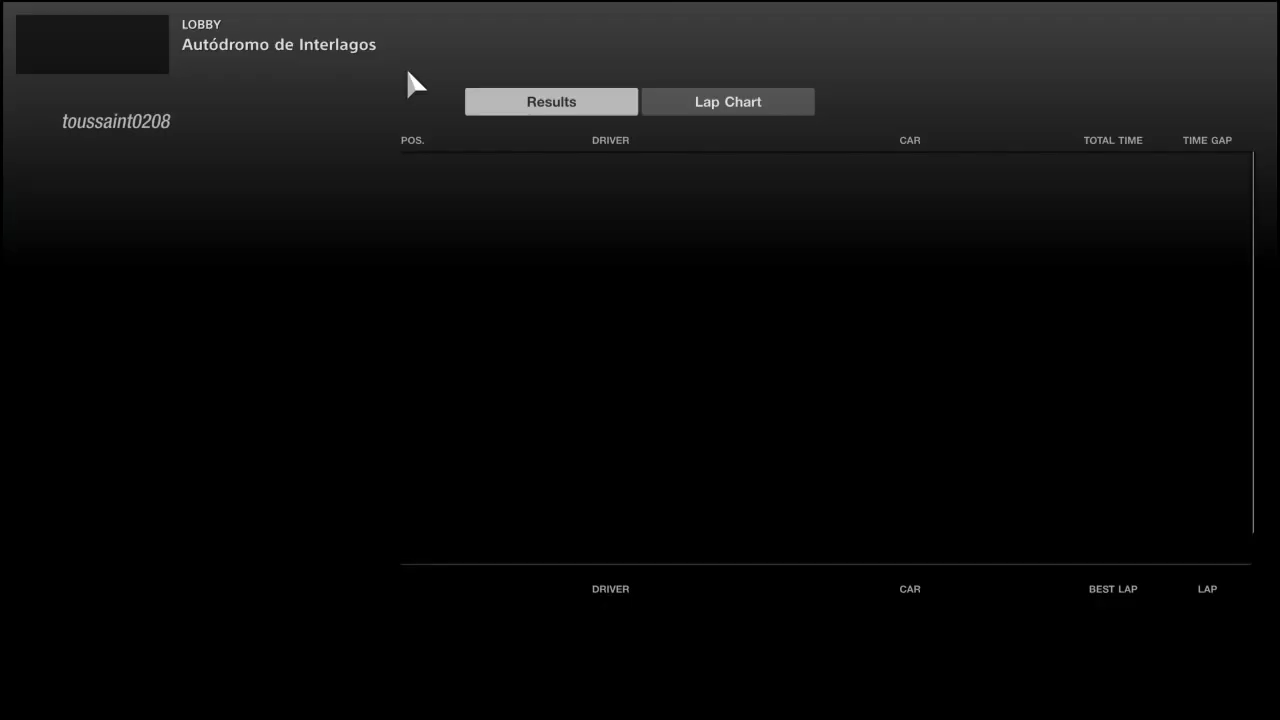 LOBBY
Autódromo de Interlagos
Results Lap Chart
toussaint0208
POS. DRIVER CAR TOTAL TIME TIME GAP
DRIVER CAR BEST LAP LAP